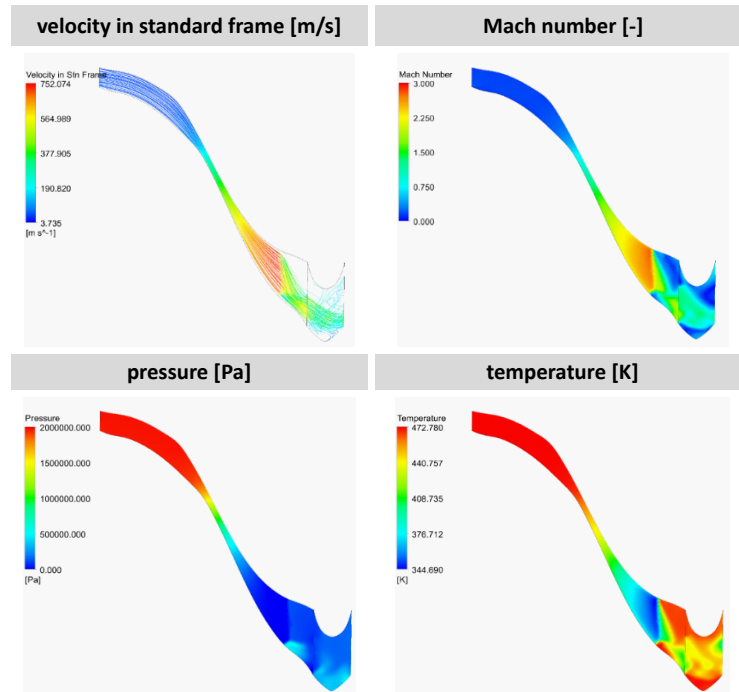 velocity in standard frame [m/s]
Mach number [-]
Velocity in Stn Frame
752.074
564.989
377.905
190.820
3.735
[m s^-1]
Mach Number
3.000
2.250
1.500
0.750
0.000
pressure [Pa]
temperature [K]
Pressure
2000000.000
1500000.000
1000000.000
500000.000
0.000
[Pa]
Temperature
472.780
440.757
408.735
376.712
344.690
[K]